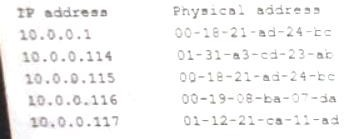 IP address Physical address
10.0.0.1 00-18-21-ad-24-bc
10.0.0.114 01-31-a3-cd-23-ab
10.0.0.115 00-18-21-ad-24-bc
10.0.0.116 00-19-08-ba-07-da
10.0.0.117 01-12-21-ca-11-ad